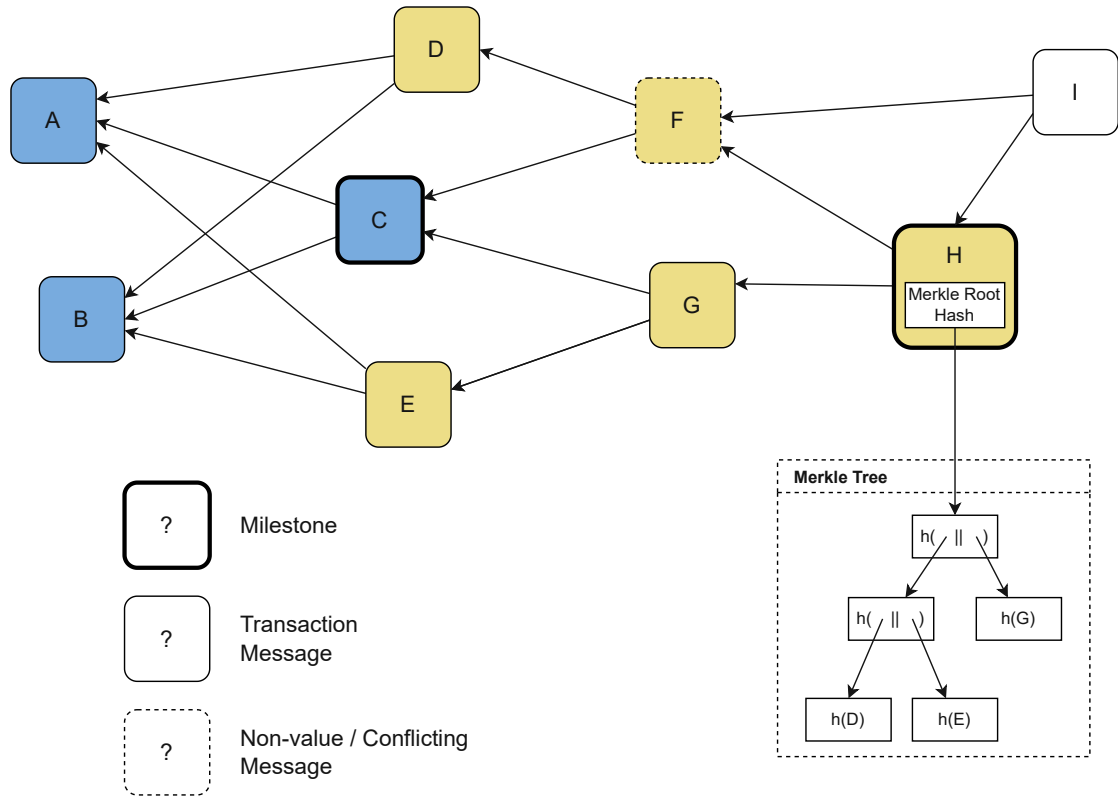 D
I
A
F
C
H
Merkle Root
Hash
B
G
E
Merkle Tree
?
Milestone
h( || )
h( || )
h(G)
?
Transaction
Message
h(D)
h(E)
?
Non-value / Conflicting
Message